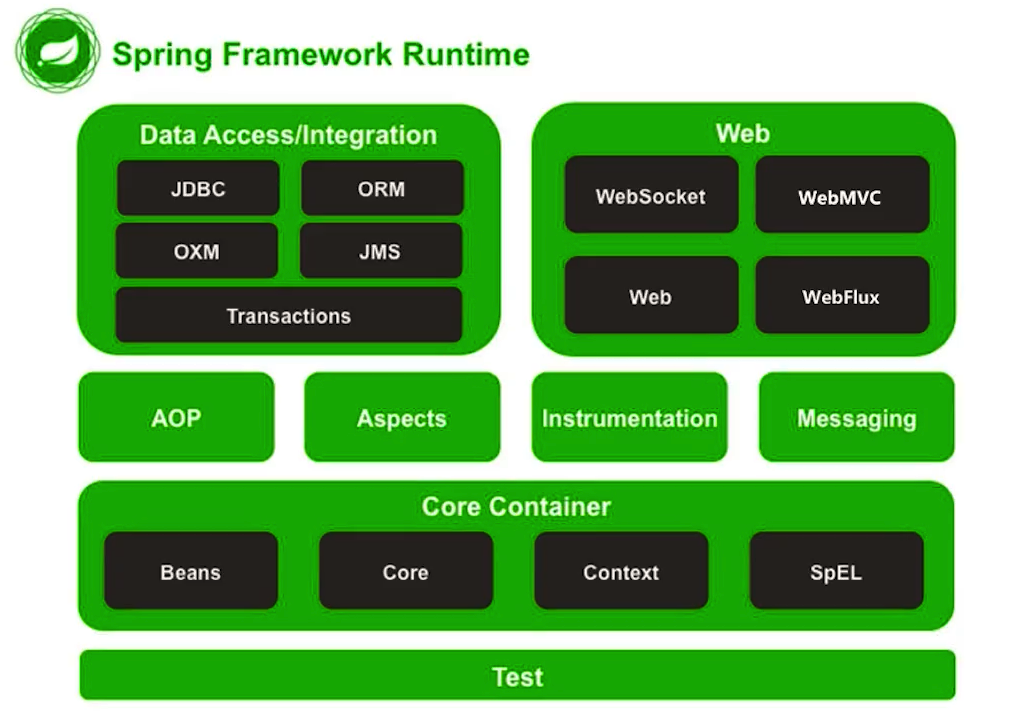 Spring Framework Runtime
Data Access/Integration
JDBC
ORM
OXM
JMS
Transactions
Web
WebSocket
WebMVC
Web
WebFlux
AOP
Aspects
Instrumentation
Messaging
Core Container
Beans
Core
Context
SpEL
Test